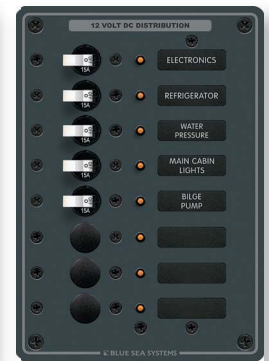 12 VOLT DC DISTRIBUTION
ELECTRONICS
15A
REFRIGERATOR
15A
WATER
PRESSURE
15A
MAIN CABIN
LIGHTS
15A
BILGE
PUMP
15A
BLUE SEA SYSTEMS